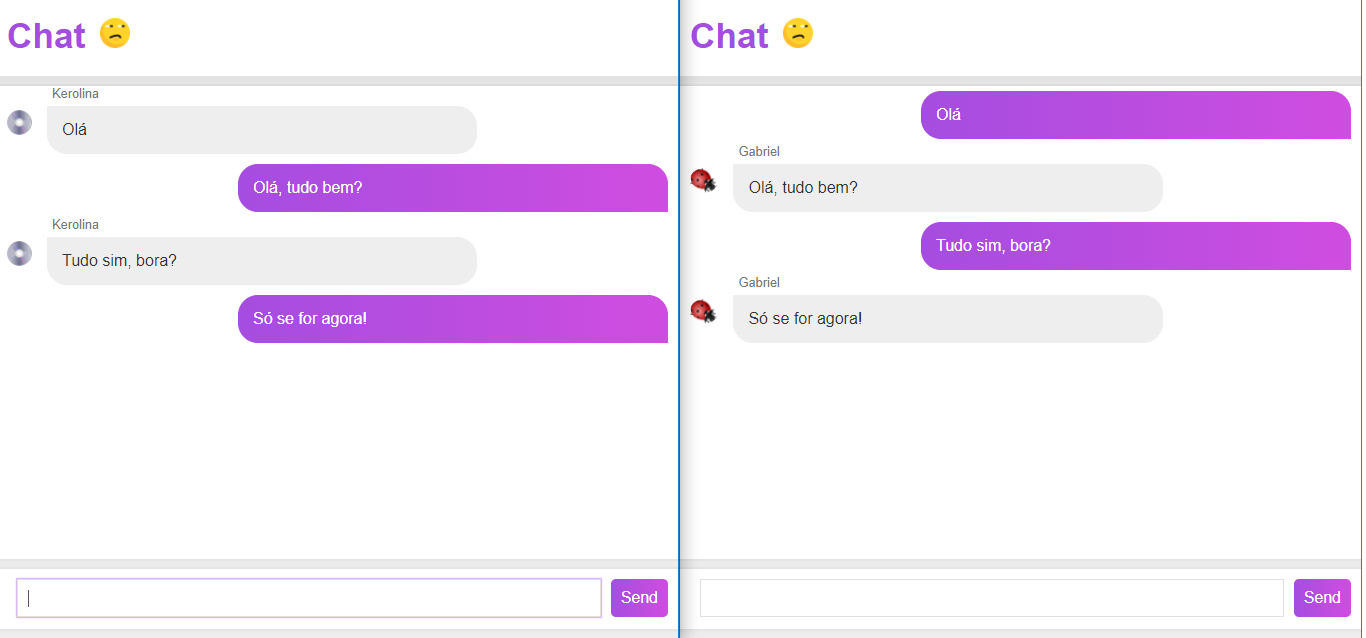 Chat
Kerolina
Olá
Olá, tudo bem?
Kerolina
Tudo sim, bora?
Só se for agora!
Send
Chat
Olá
Gabriel
Olá, tudo bem?
Tudo sim, bora?
Gabriel
Só se for agora!
Send